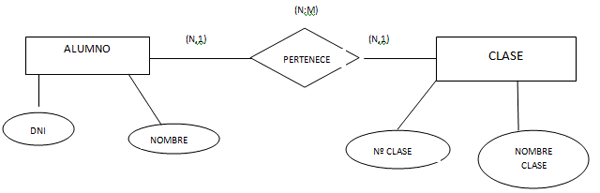 (N:M)
ALUMNO
(N,1)
PERTENECE
(N,1)
CLASE
DNI
NOMBRE
Nº CLASE
NOMBRE
CLASE